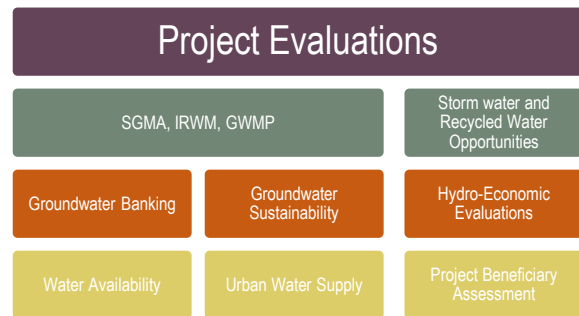 Project Evaluations
SGMA, IRWM, GWMP
Storm water and
Recycled Water
Opportunities
Groundwater Banking
Groundwater
Sustainability
Hydro-Economic
Evaluations
Water Availability
Urban Water Supply
Project Beneficiary
Assessment